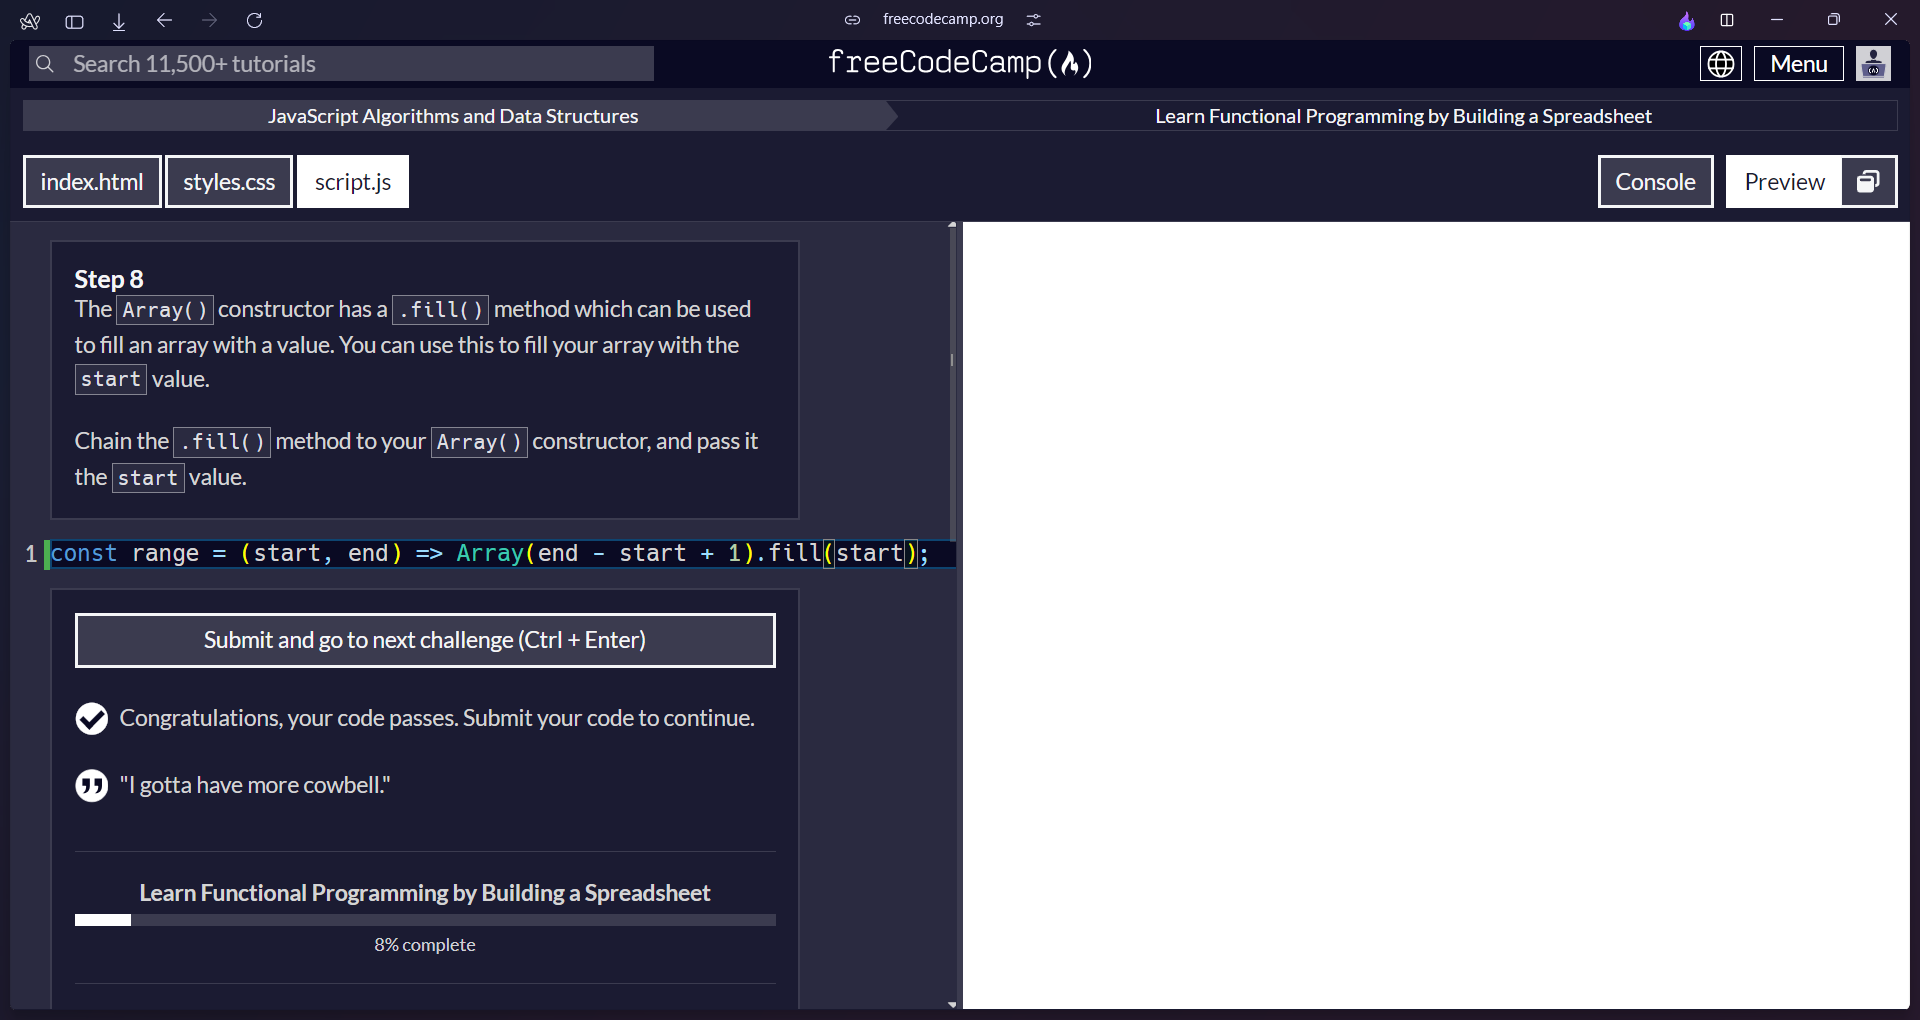 freecodecamp.org
Search 11,500+ tutorials
freeCodeCamp(🔥)
Menu
JavaScript Algorithms and Data Structures
Learn Functional Programming by Building a Spreadsheet
index.html
styles.css
script.js
Console
Preview
Step 8
The Array() constructor has a .fill() method which can be used
to fill an array with a value. You can use this to fill your array with the
start value.
Chain the .fill() method to your Array() constructor, and pass it
the start value.
1 const range = (start, end) => Array(end - start + 1).fill(start);
Submit and go to next challenge (Ctrl + Enter)
Congratulations, your code passes. Submit your code to continue.
"I gotta have more cowbell."
Learn Functional Programming by Building a Spreadsheet
8% complete